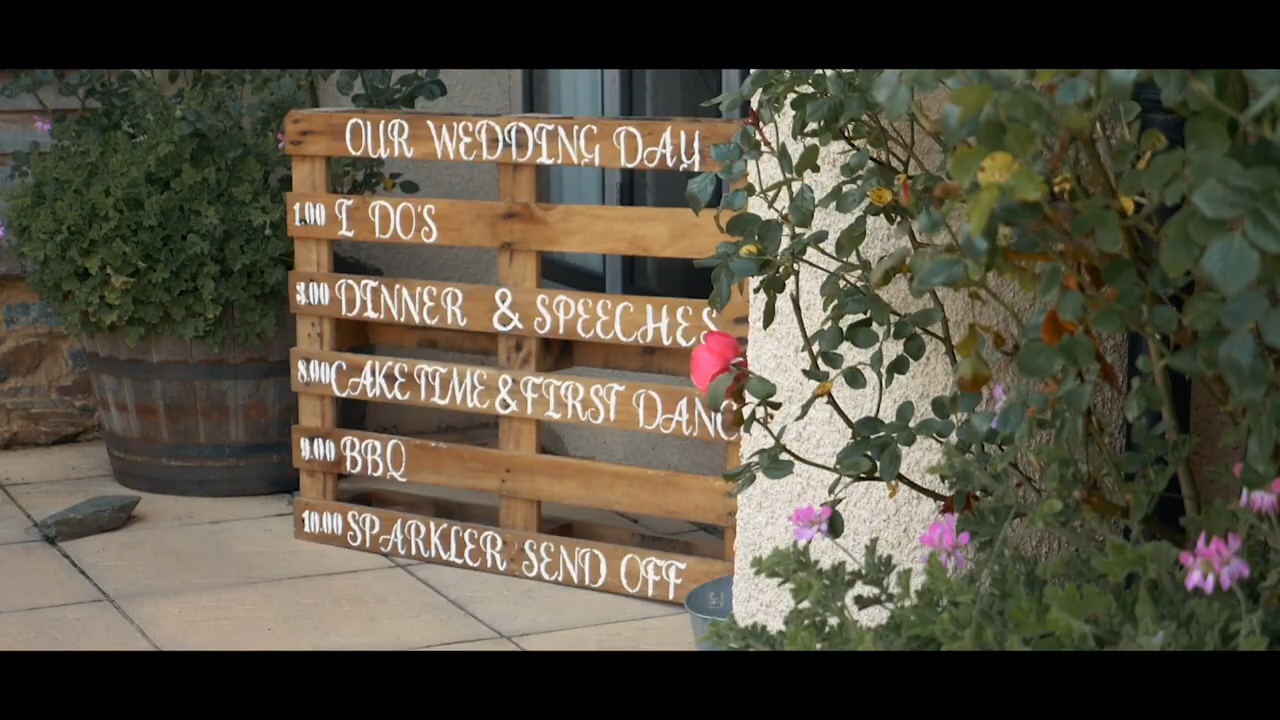 OUR WEDDING DAY
1.00 I DO'S
3.00 DINNER & SPEECHES
8.00 CAKE TIME & FIRST DANC
9.00 BBQ
10.00 SPARKLER SEND OFF